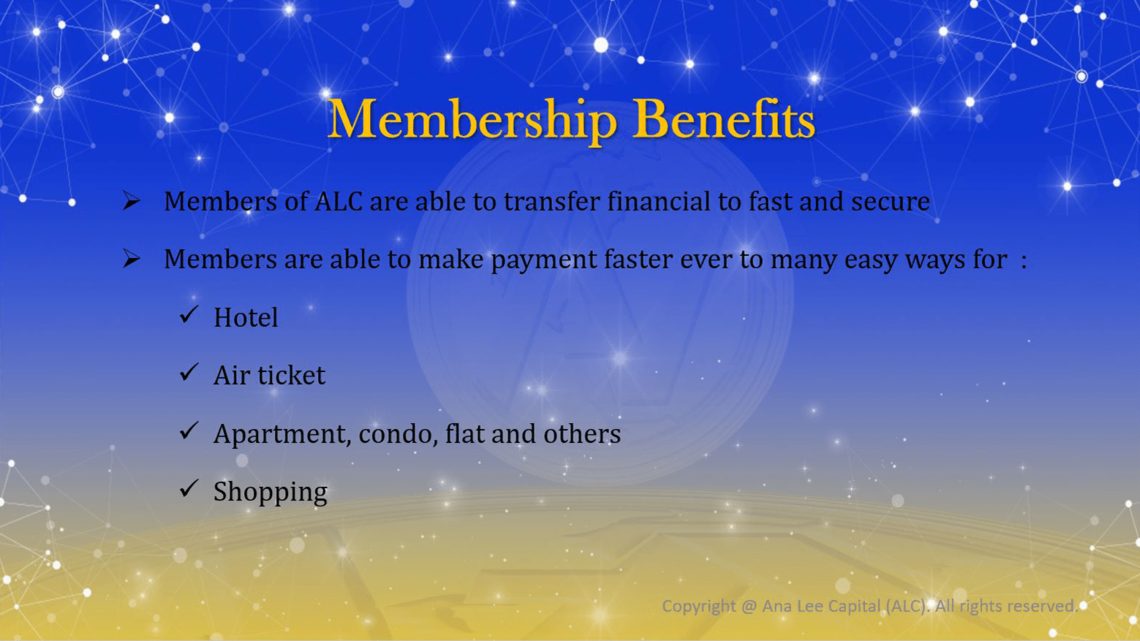 Membership Benefits
➢ Members of ALC are able to transfer financial to fast and secure
➢ Members are able to make payment faster ever to many easy ways for :
✓ Hotel
✓ Air ticket
✓ Apartment, condo, flat and others
✓ Shopping
Copyright @ Ana Lee Capital (ALC). All rights reserved.